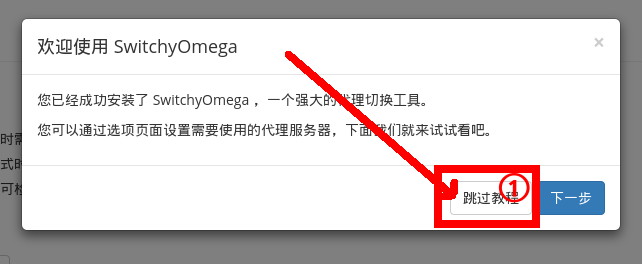 欢迎使用 SwitchyOmega
×
您已经成功安装了 SwitchyOmega ，一个强大的代理切换工具。
您可以通过选项页面设置需要使用的代理服务器，下面我们就来试试看吧。
时需
式时
可检
跳过教程
①
下一步